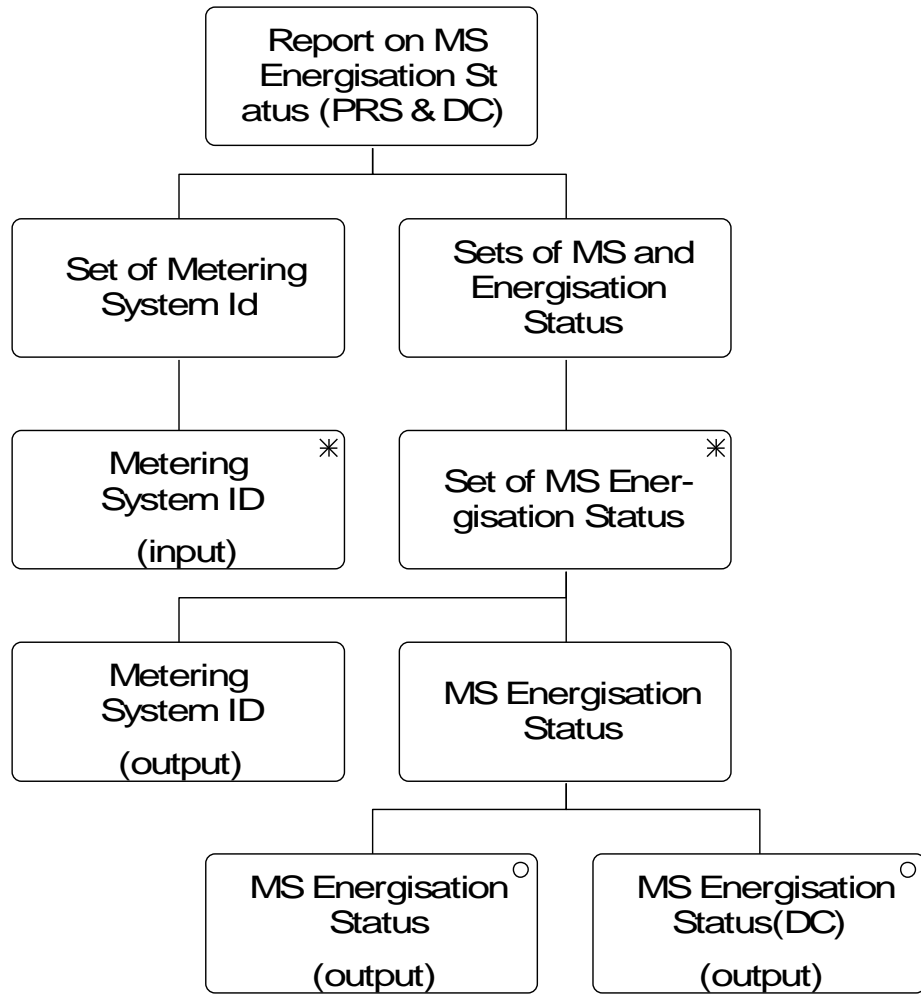 Report on MS
Energisation St
atus (PRS & DC)
Set of Metering
System Id
Sets of MS and
Energisation
Status
Metering
System ID
(input)
Set of MS Ener-
gisation Status
Metering
System ID
(output)
MS Energisation
Status
MS Energisation
Status
(output)
MS Energisation
Status(DC)
(output)